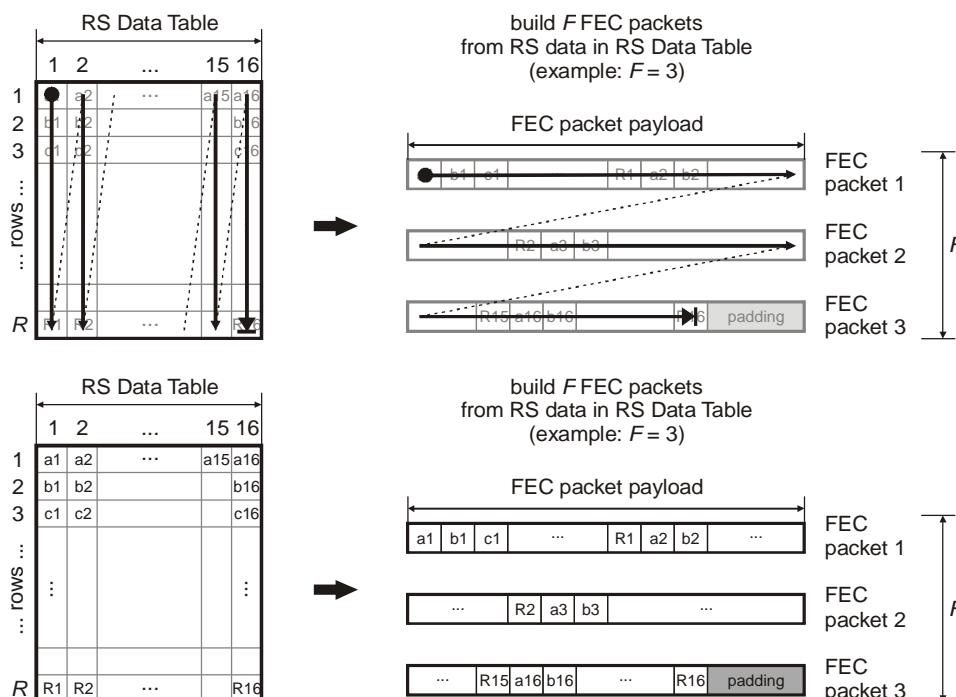 RS Data Table
1 2 ... 15 16
1 a2 ... a15 a16
2 b1 b2 b16
3 c1 c2 c16
... rows ...
R R1 R2 ... R16
build F FEC packets
from RS data in RS Data Table
(example: F = 3)
FEC packet payload
b1 c1 R1 a2 b2
FEC
packet 1
R2 a3 b3
FEC
packet 2
R15 a16 b16 R16 padding
FEC
packet 3
F
RS Data Table
1 2 ... 15 16
1 a1 a2 ... a15 a16
2 b1 b2 b16
3 c1 c2 c16
... rows ...
⋮ ⋮
R R1 R2 ... R16
build F FEC packets
from RS data in RS Data Table
(example: F = 3)
FEC packet payload
a1 b1 c1 ... R1 a2 b2 ...
FEC
packet 1
... R2 a3 b3 ...
FEC
packet 2
... R15 a16 b16 ... R16 padding
FEC
packet 3
F